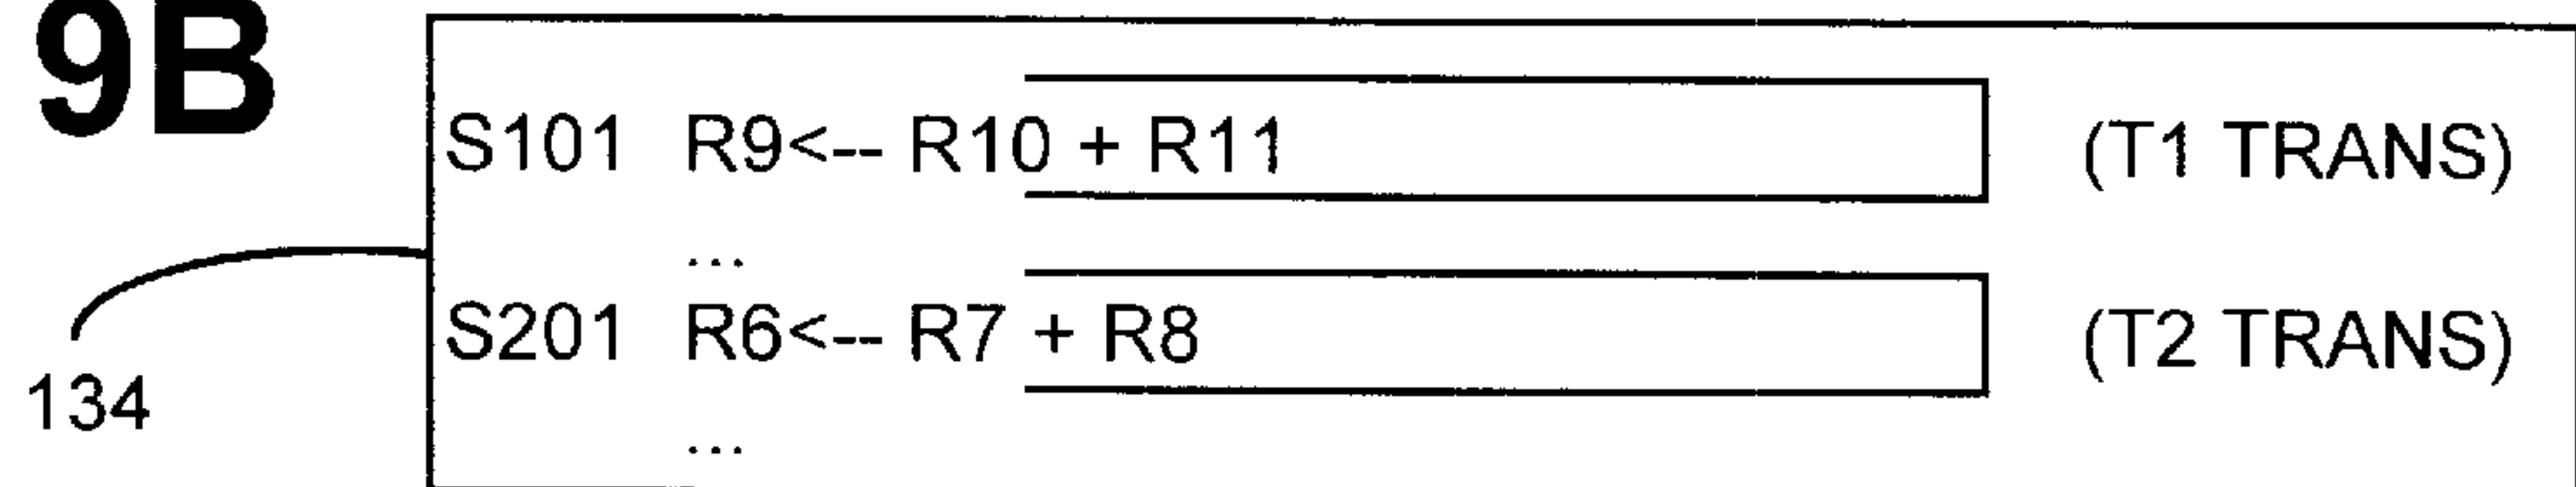 9B
S101 R9<-- R10 + R11 (T1 TRANS)
...
S201 R6<-- R7 + R8 (T2 TRANS)
134
...